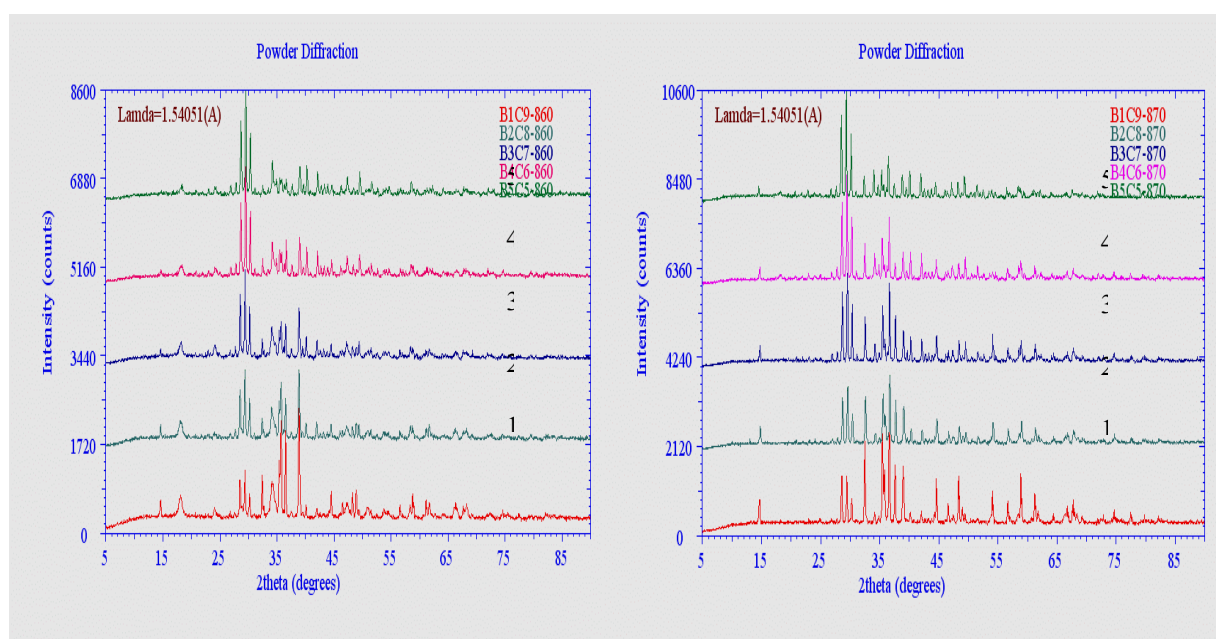 Powder Diffraction
8600
Lamda=1.54051(A)
B1C9-860
B2C8-860
B3C7-860
B4C6-860
B5C5-860
6880
4
5160
3
3440
2
1
1720
0
5 15 25 35 45 55 65 75 85
2theta (degrees)
Intensity (counts)
Powder Diffraction
10600
Lamda=1.54051(A)
B1C9-870
B2C8-870
B3C7-870
B4C6-870
B5C5-870
8480
5
4
6360
3
4240
2
1
2120
0
5 15 25 35 45 55 65 75 85
2theta (degrees)
Intensity (counts)